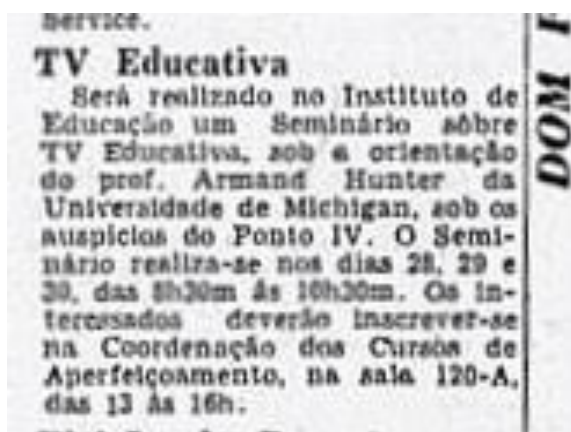 Service.
TV Educativa
Será realizado no Instituto de
Educação um Seminário sôbre
TV Educativa, sob a orientação
do prof. Armand Hunter da
Universidade de Michigan, sob os
auspícios do Ponto IV. O Semi-
nário realiza-se nos dias 28, 29 e
30, das 8h30m às 10h30m. Os in-
teressados deverão inscrever-se
na Coordenação dos Cursos de
Aperfeiçoamento, na sala 120-A,
das 13 às 16h.
DOM